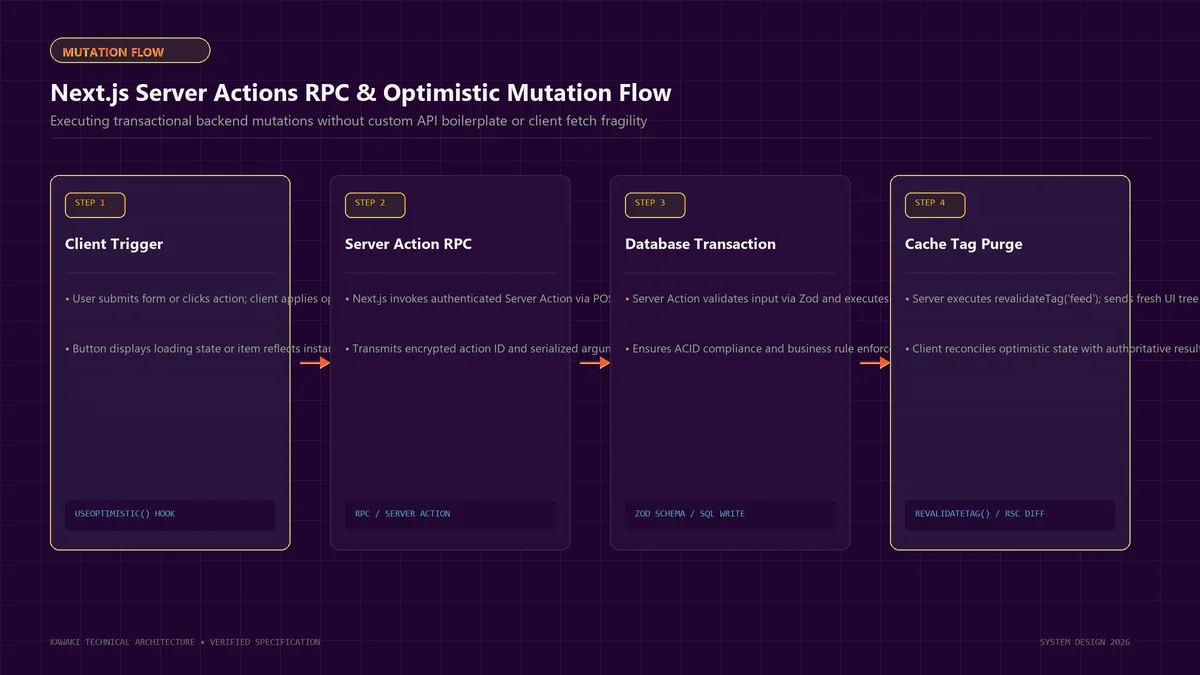 MUTATION FLOW
Next.js Server Actions RPC & Optimistic Mutation Flow
Executing transactional backend mutations without custom API boilerplate or client fetch fragility
STEP 1
Client Trigger
• User submits form or clicks action; client applies
• Button displays loading state or item reflects
USEOPTIMISTIC() HOOK
STEP 2
Server Action RPC
• Next.js invokes authenticated Server Action via
• Transmits encrypted action ID and serialized
RPC / SERVER ACTION
STEP 3
Database Transaction
• Server Action validates input via Zod and executes
• Ensures ACID compliance and business rule
ZOD SCHEMA / SQL WRITE
STEP 4
Cache Tag Purge
• Server executes revalidateTag('feed'); sends fresh UI tree
• Client reconciles optimistic state with authoritative
REVALIDATETAG() / RSC DIFF
KAWAKI TECHNICAL ARCHITECTURE • VERIFIED SPECIFICATION
SYSTEM DESIGN 2026